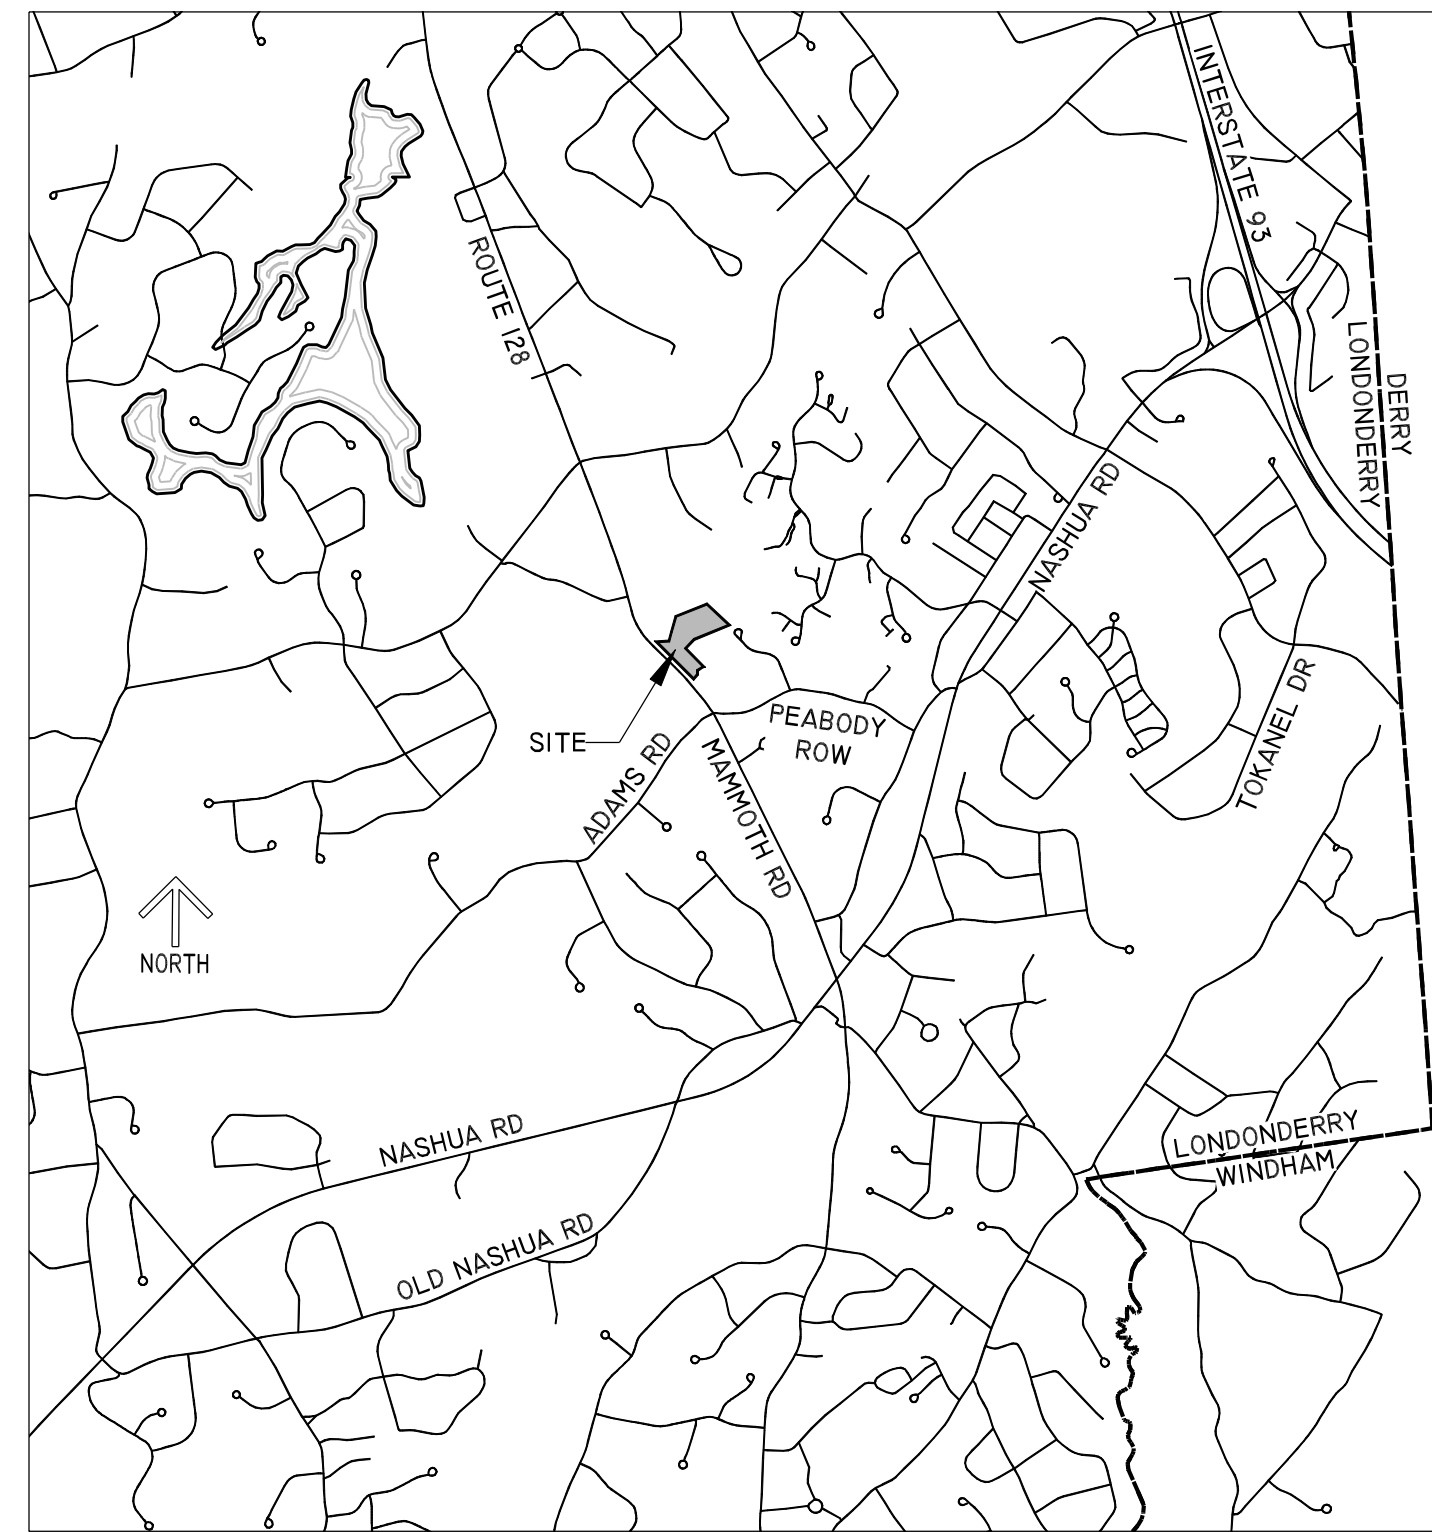 INTERSTATE 93
ROUTE 128
DERRY
LONDONDERRY
NASHUA RD
TOKANEL DR
PEABODY
ROW
SITE
ADAMS RD
MAMMOTH RD
NORTH
NASHUA RD
LONDONDERRY
WINDHAM
OLD NASHUA RD